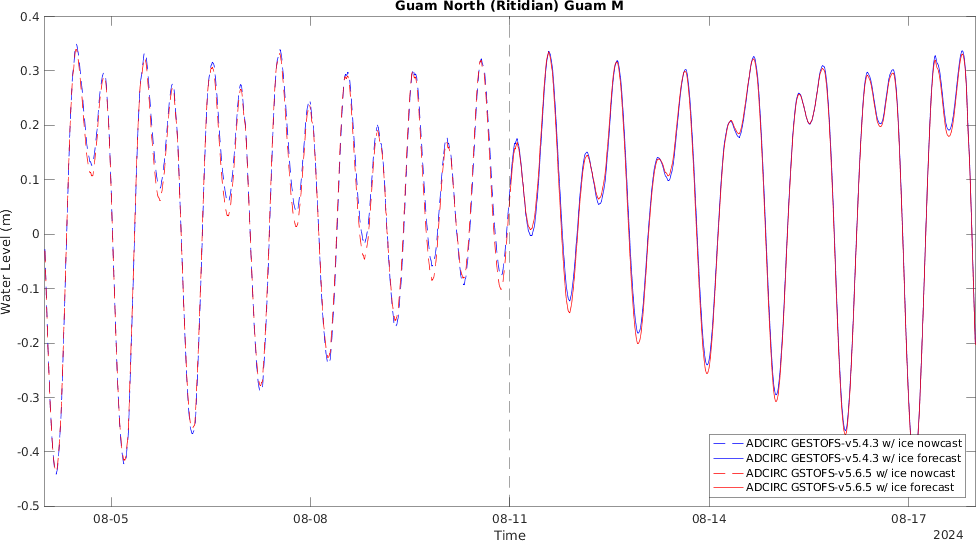 Guam North (Ritidian) Guam M
0.4
0.3
0.2
0.1
0
-0.1
-0.2
-0.3
-0.4
-0.5
Water Level (m)
ADCIRC GESTOFS-v5.4.3 w/ ice nowcast
ADCIRC GESTOFS-v5.4.3 w/ ice forecast
ADCIRC GSTOFS-v5.6.5 w/ ice nowcast
ADCIRC GSTOFS-v5.6.5 w/ ice forecast
08-05 08-08 08-11 08-14 08-17
Time
2024